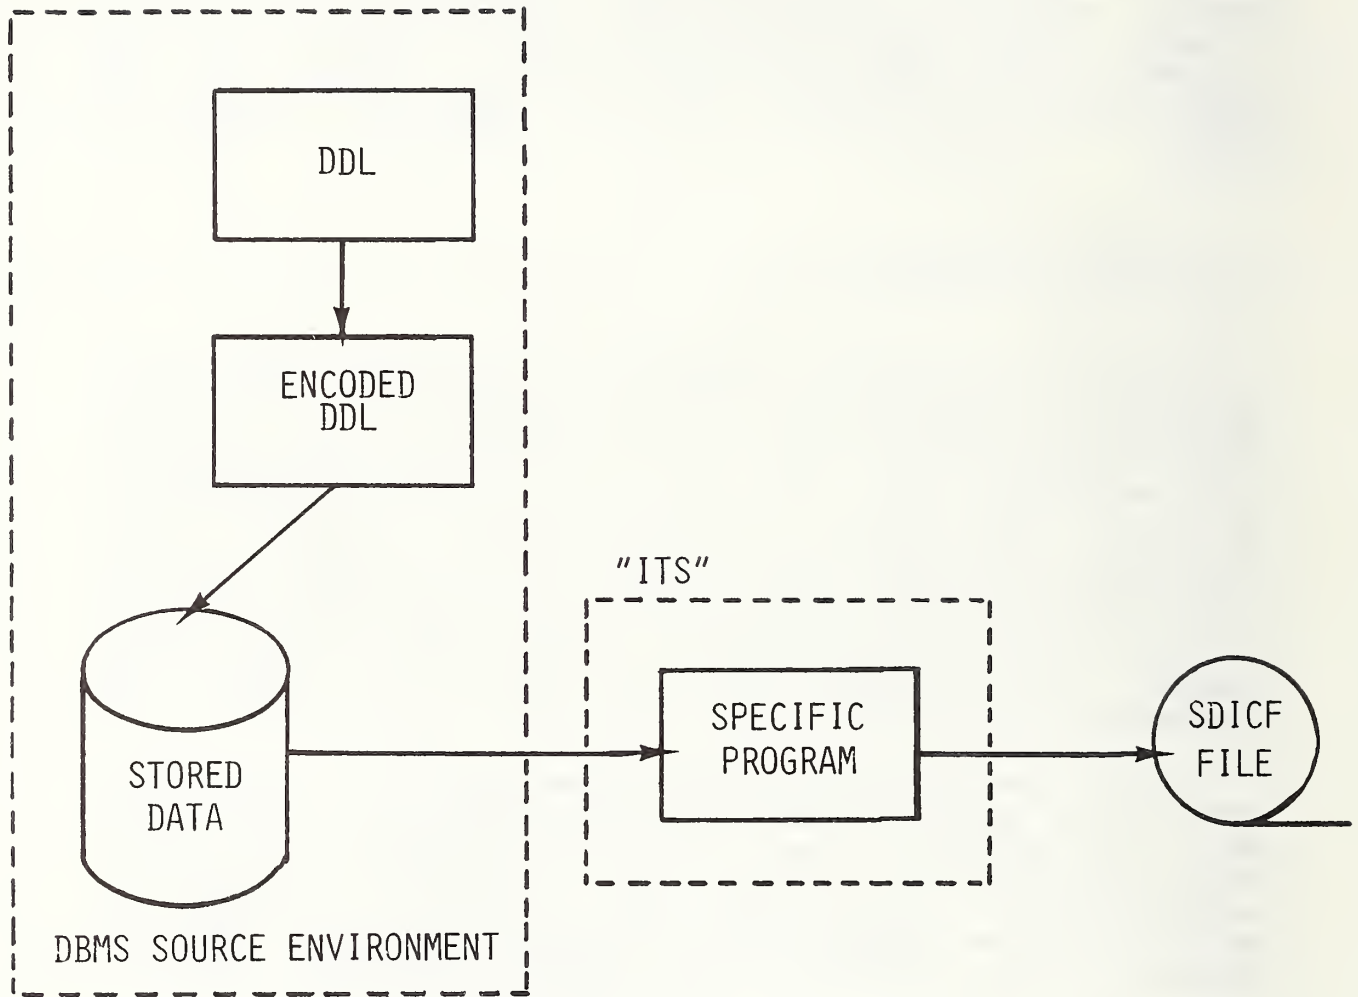 DDL
ENCODED
DDL
"ITS"
SPECIFIC
PROGRAM
SDICF
FILE
STORED
DATA
DBMS SOURCE ENVIRONMENT